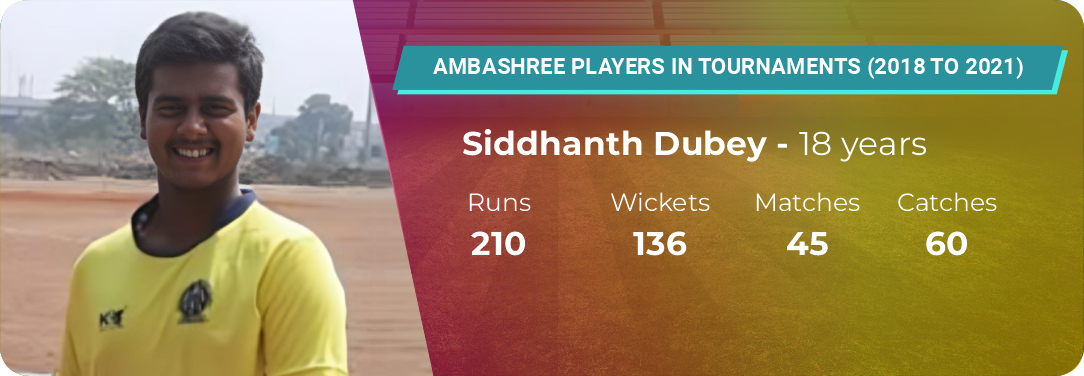 AMBASHREE PLAYERS IN TOURNAMENTS (2018 TO 2021)
Siddhanth Dubey - 18 years
Runs Wickets Matches Catches
210 136 45 60